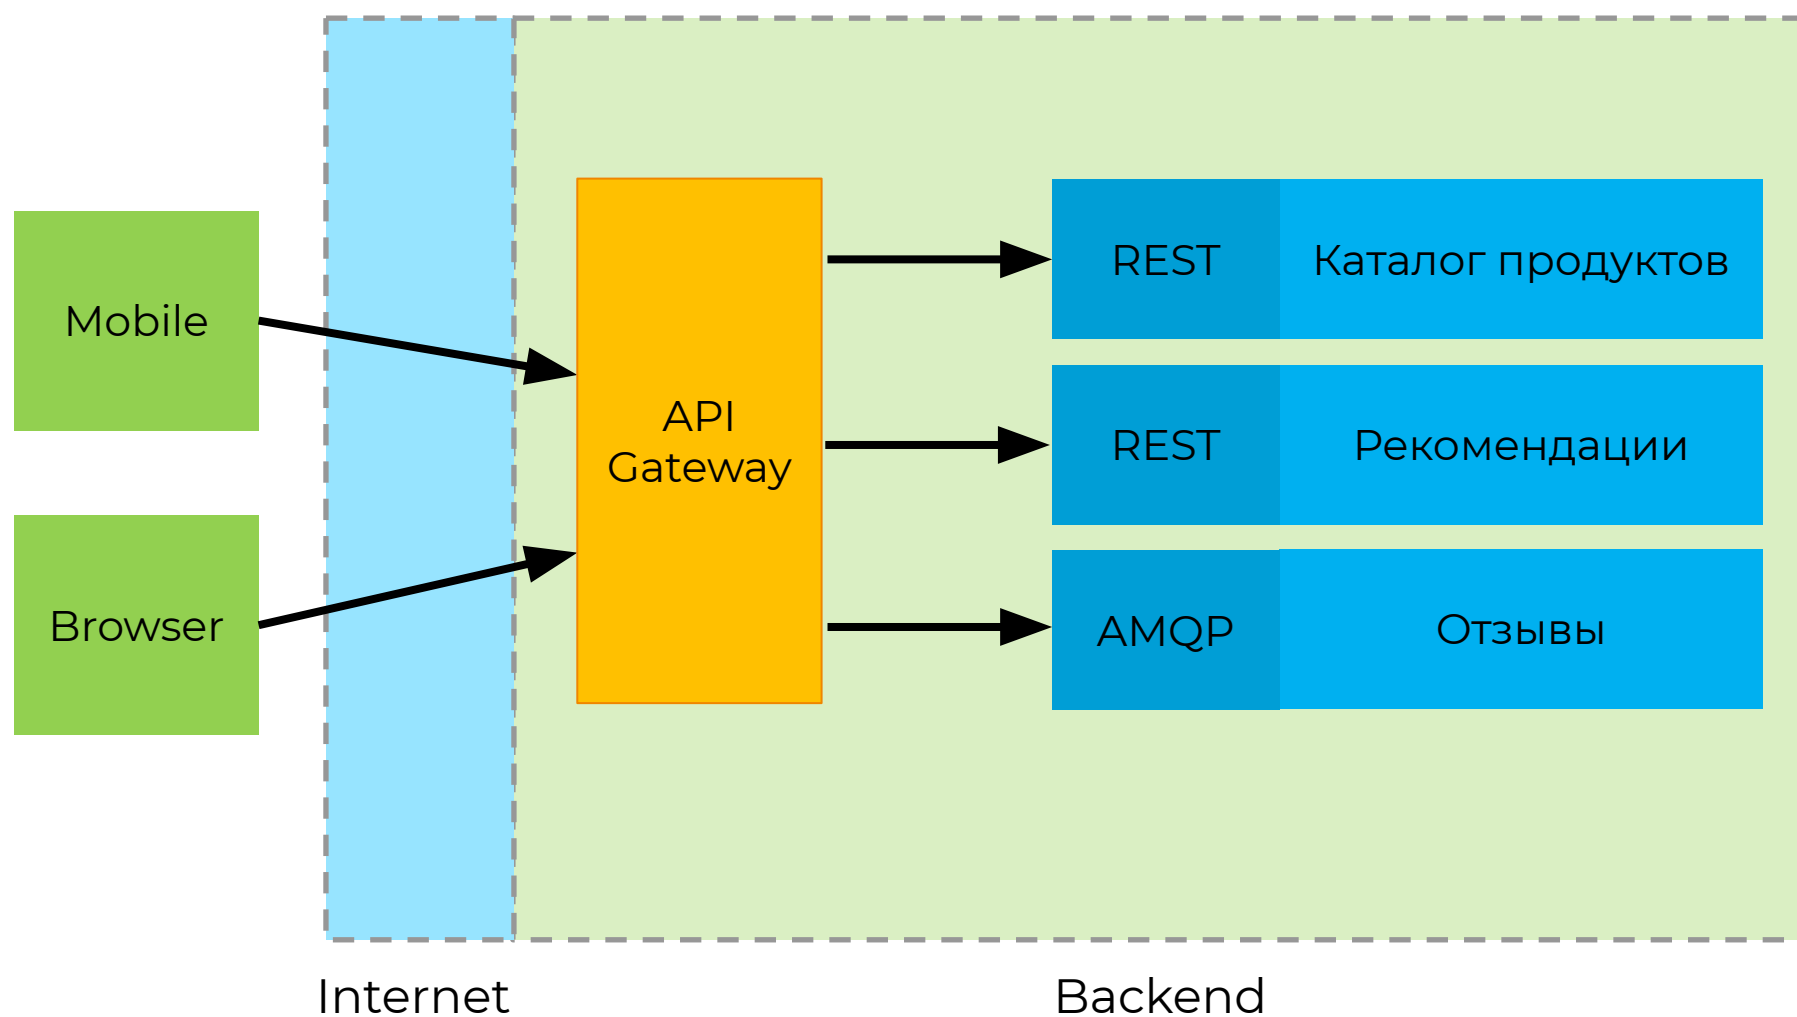 Mobile
Browser
API
Gateway
REST
Каталог продуктов
REST
Рекомендации
AMQP
Отзывы
Internet
Backend